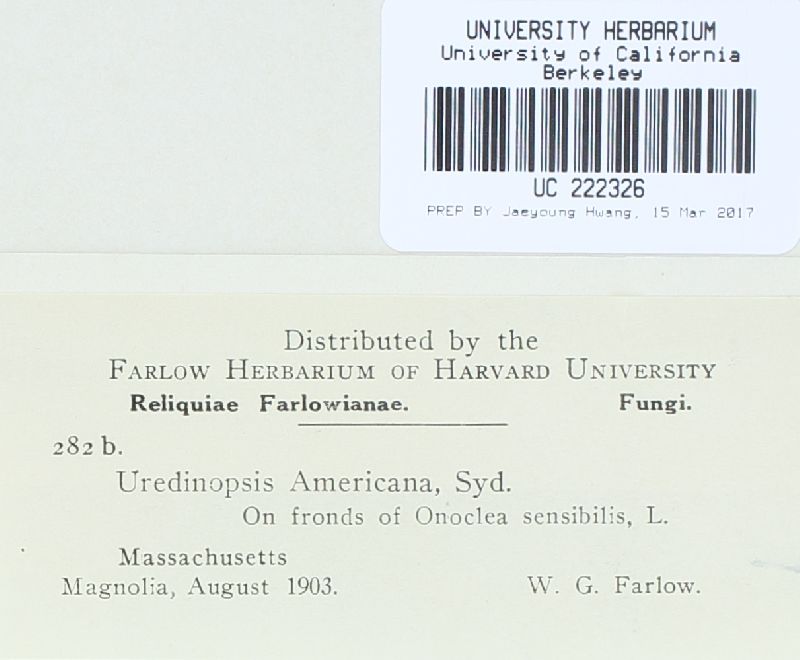 UNIVERSITY HERBARIUM
University of California
Berkeley
UC 222326
PREP BY Jaeyoung Hwang, 15 Mar 2017
Distributed by the
FARLOW HERBARIUM OF HARVARD UNIVERSITY
Reliquiae Farlowianae. Fungi.
282 b.
Uredinopsis Americana, Syd.
On fronds of Onoclea sensibilis, L.
Massachusetts
Magnolia, August 1903. W. G. Farlow.